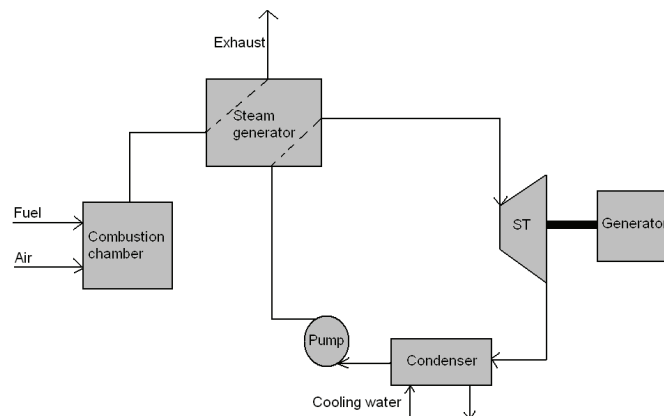 Exhaust
Steam
generator
Fuel
Combustion
chamber
Air
ST
Generator
Pump
Condenser
Cooling water